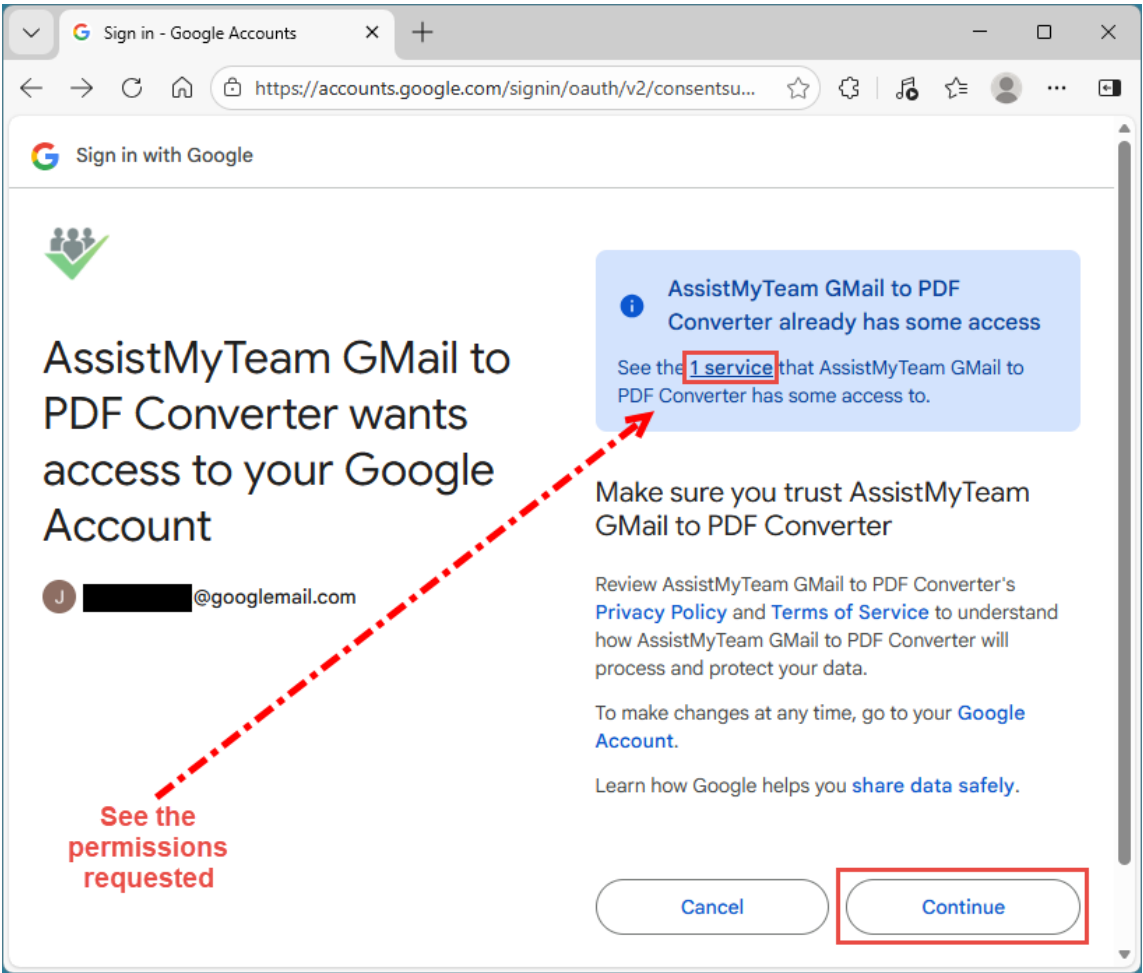 Sign in - Google Accounts
https://accounts.google.com/signin/oauth/v2/consentsu...
Sign in with Google
AssistMyTeam GMail to
PDF Converter wants
access to your Google
Account
J
@googlemail.com
AssistMyTeam GMail to PDF
Converter already has some access
See the 1 service that AssistMyTeam GMail to
PDF Converter has some access to.
Make sure you trust AssistMyTeam
GMail to PDF Converter
Review AssistMyTeam GMail to PDF Converter's
Privacy Policy and Terms of Service to understand
how AssistMyTeam GMail to PDF Converter will
process and protect your data.
To make changes at any time, go to your Google
Account.
Learn how Google helps you share data safely.
See the
permissions
requested
Cancel
Continue